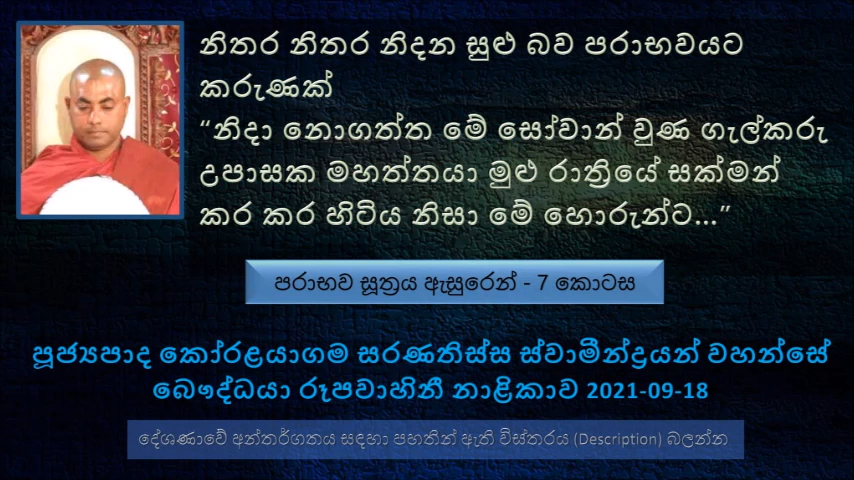 නිතර නිතර නිදන සුළු බව පරාභවයට
කරුණක්
“නිදා නොගත්ත මේ සෝවාන් වුණ ගැල්කරු
උපාසක මහත්තයා මුළු රාත්‍රියේ සක්මන්
කර කර හිටිය නිසා මේ හොරුන්ට...”
පරාභව සූත්‍රය ඇසුරෙන් - 7 කොටස
පූජ්‍යපාද කෝරළයාගම සරණතිස්ස ස්වාමීන්ද්‍රයන් වහන්සේ
බෞද්ධයා රූපවාහිනී නාළිකාව 2021-09-18
දේශණාවේ අන්තර්ගතය සඳහා පහතින් ඇති විස්තරය (Description) බලන්න